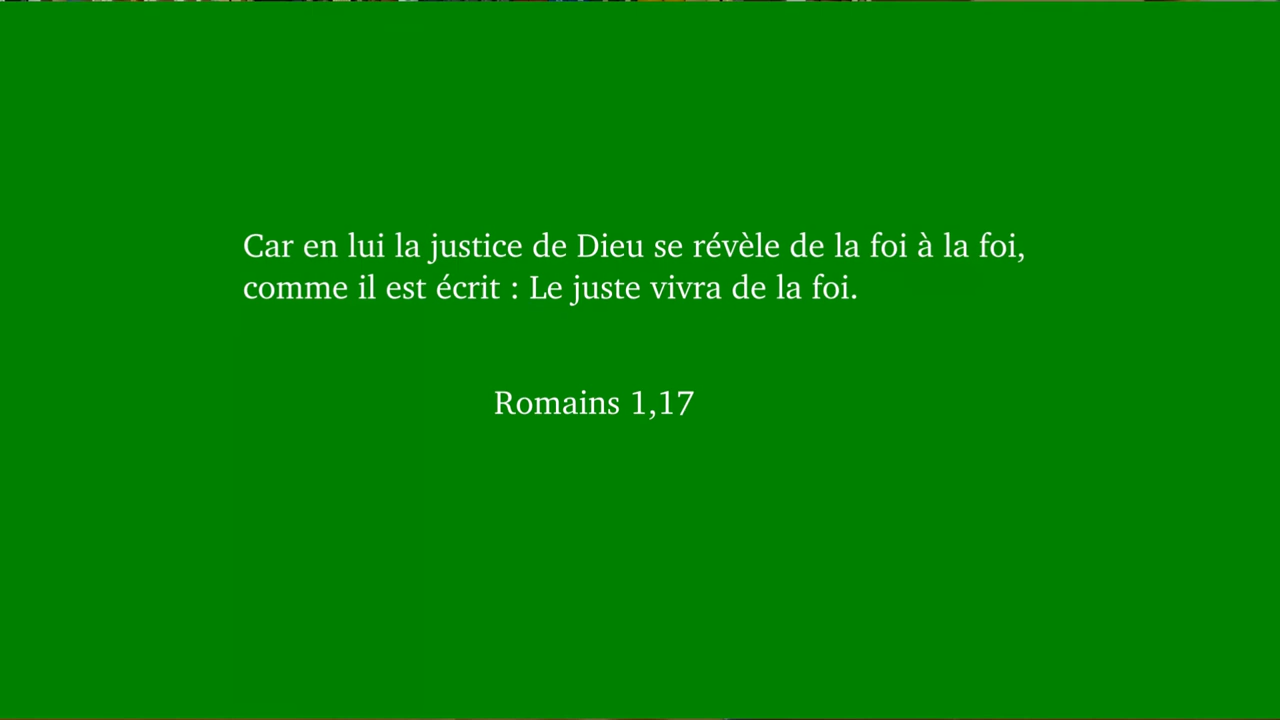 Car en lui la justice de Dieu se révèle de la foi à la foi,
comme il est écrit : Le juste vivra de la foi.
Romains 1,17